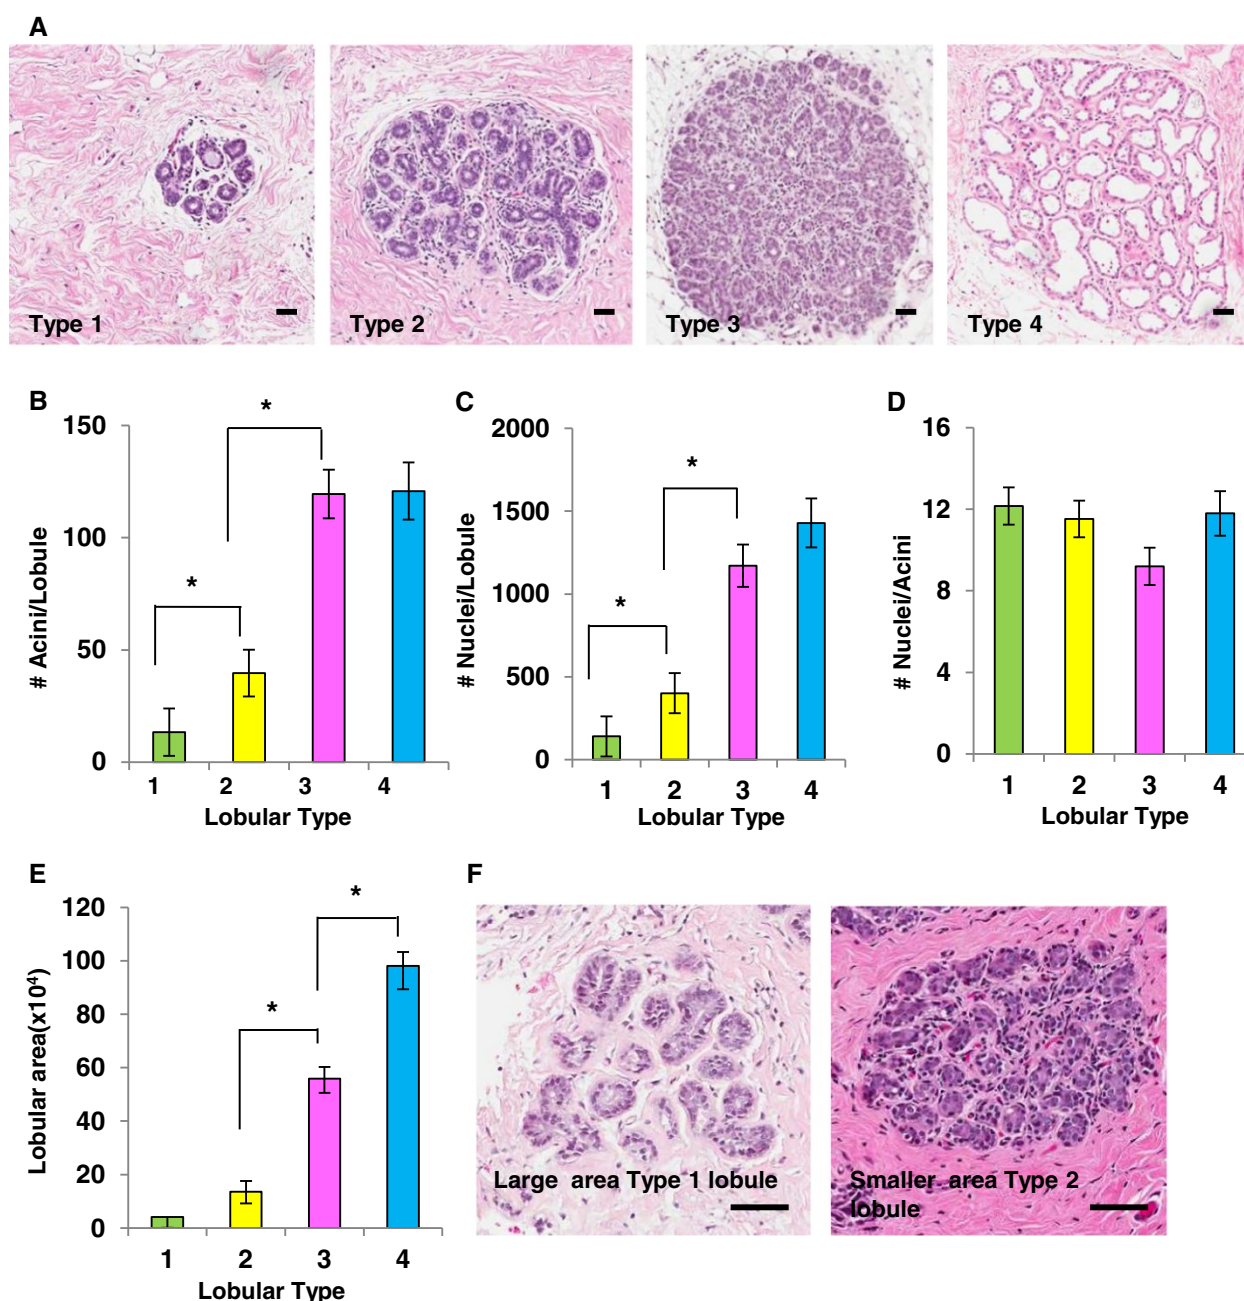 A
Type 1
Type 2
Type 3
Type 4
B
# Acini/Lobule
150
100
50
0
*
*
1 2 3 4
Lobular Type
C
# Nuclei/Lobule
2000
1500
1000
500
0
*
*
1 2 3 4
Lobular Type
D
# Nuclei/Acini
16
12
8
4
0
1 2 3 4
Lobular Type
E
Lobular area(x10⁴)
120
100
80
60
40
20
0
*
*
1 2 3 4
Lobular Type
F
Large area Type 1 lobule
Smaller area Type 2
lobule